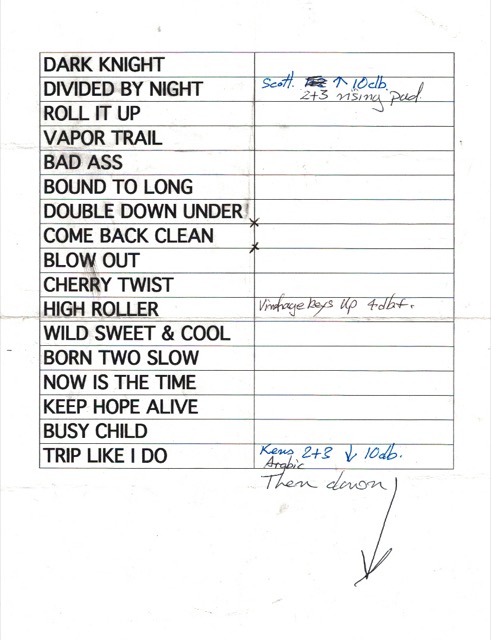 DARK KNIGHT
DIVIDED BY NIGHT Scott. ↑ 10db.
2+3 rising pad.
ROLL IT UP
VAPOR TRAIL
BAD ASS
BOUND TO LONG
DOUBLE DOWN UNDER
COME BACK CLEAN
BLOW OUT
CHERRY TWIST
HIGH ROLLER keys up 4db+.
WILD SWEET & COOL
BORN TWO SLOW
NOW IS THE TIME
KEEP HOPE ALIVE
BUSY CHILD
TRIP LIKE I DO Kens 2+3 ↓ 10db.
Arabic
Then down